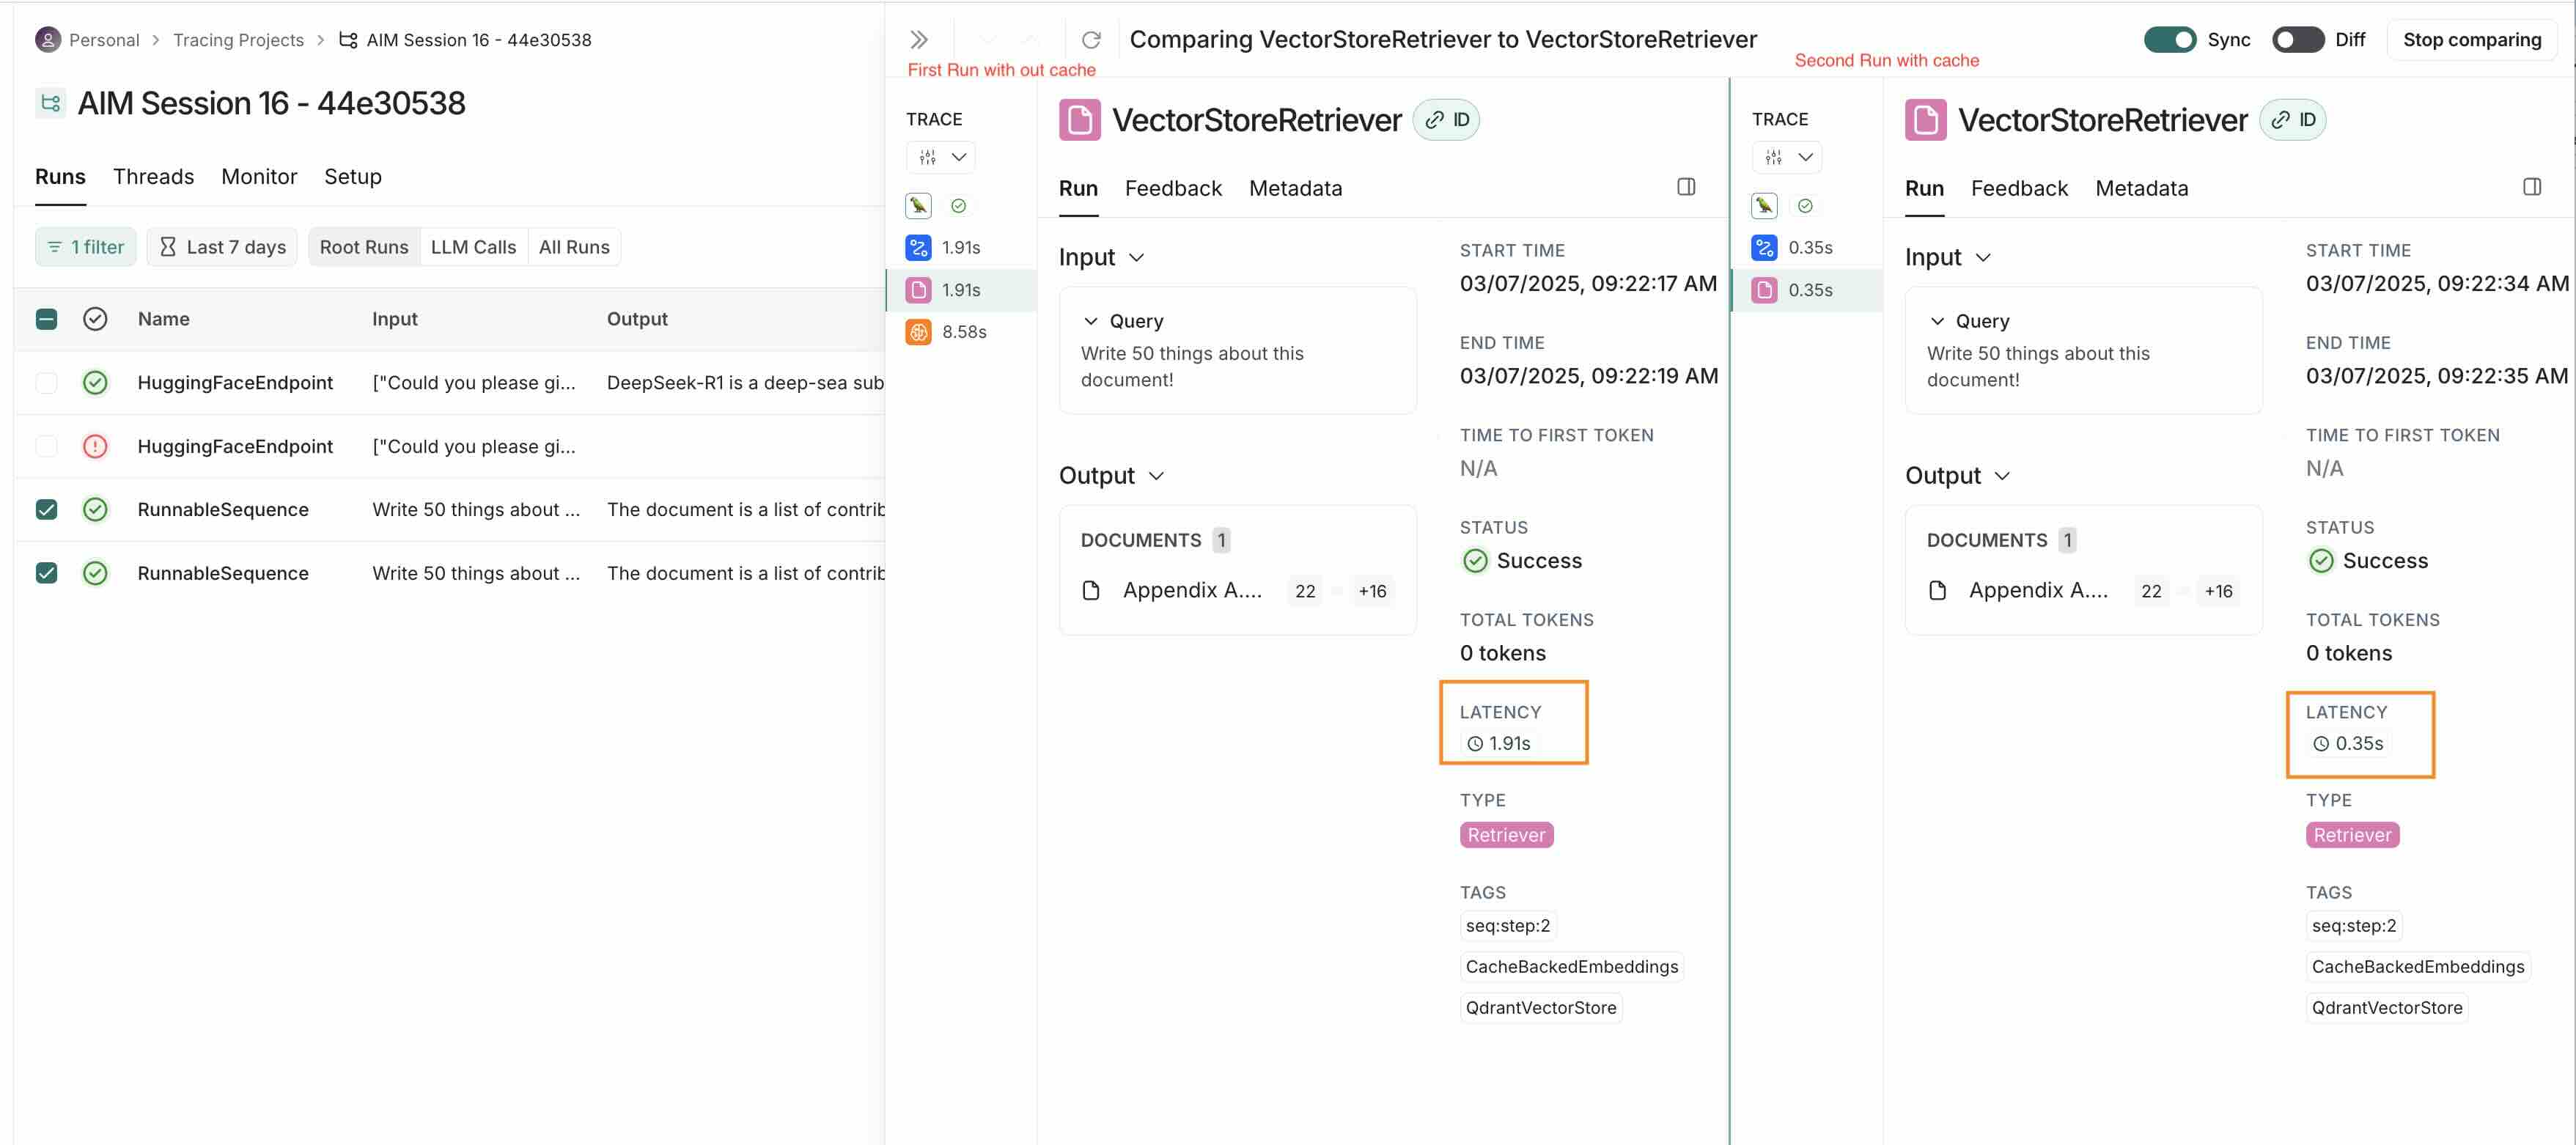 Personal > Tracing Projects > AIM Session 16 - 44e30538
AIM Session 16 - 44e30538
Runs Threads Monitor Setup
1 filter Last 7 days Root Runs LLM Calls All Runs
Name Input Output
HuggingFaceEndpoint ["Could you please gi... DeepSeek-R1 is a deep-sea sub
HuggingFaceEndpoint ["Could you please gi...
RunnableSequence Write 50 things about ... The document is a list of contrib
RunnableSequence Write 50 things about ... The document is a list of contrib
Comparing VectorStoreRetriever to VectorStoreRetriever
Sync Diff Stop comparing
First Run with out cache
Second Run with cache
TRACE
1.91s
1.91s
8.58s
VectorStoreRetriever ID
Run Feedback Metadata
Input
Query
Write 50 things about this
document!
Output
DOCUMENTS 1
Appendix A.... 22 +16
START TIME
03/07/2025, 09:22:17 AM
END TIME
03/07/2025, 09:22:19 AM
TIME TO FIRST TOKEN
N/A
STATUS
Success
TOTAL TOKENS
0 tokens
LATENCY
1.91s
TYPE
Retriever
TAGS
seq:step:2
CacheBackedEmbeddings
QdrantVectorStore
TRACE
0.35s
0.35s
VectorStoreRetriever ID
Run Feedback Metadata
Input
Query
Write 50 things about this
document!
Output
DOCUMENTS 1
Appendix A.... 22 +16
START TIME
03/07/2025, 09:22:34 AM
END TIME
03/07/2025, 09:22:35 AM
TIME TO FIRST TOKEN
N/A
STATUS
Success
TOTAL TOKENS
0 tokens
LATENCY
0.35s
TYPE
Retriever
TAGS
seq:step:2
CacheBackedEmbeddings
QdrantVectorStore